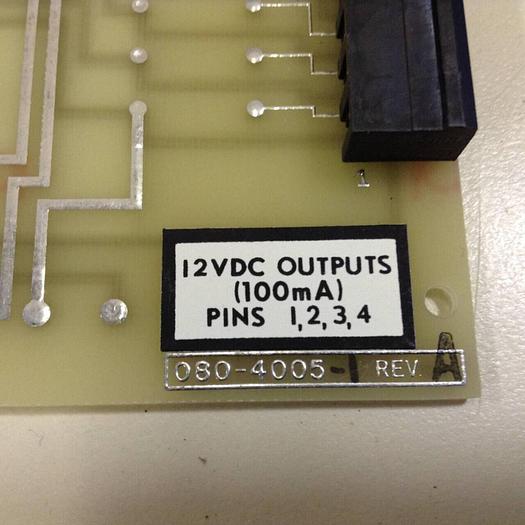 1
12VDC OUTPUTS
(100mA)
PINS 1,2,3,4
080-4005-1 REV. A